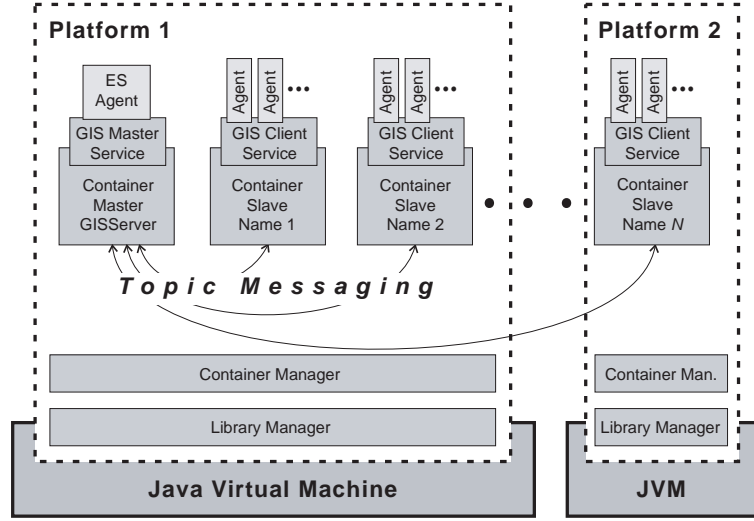 Platform 1
Platform 2
ES
Agent
Agent
Agent
Agent
Agent
Agent
Agent
GIS Master
Service
GIS Client
Service
GIS Client
Service
GIS Client
Service
Container
Master
GISServer
Container
Slave
Name 1
Container
Slave
Name 2
Container
Slave
Name N
Topic Messaging
Container Manager
Container Man.
Library Manager
Library Manager
Java Virtual Machine
JVM